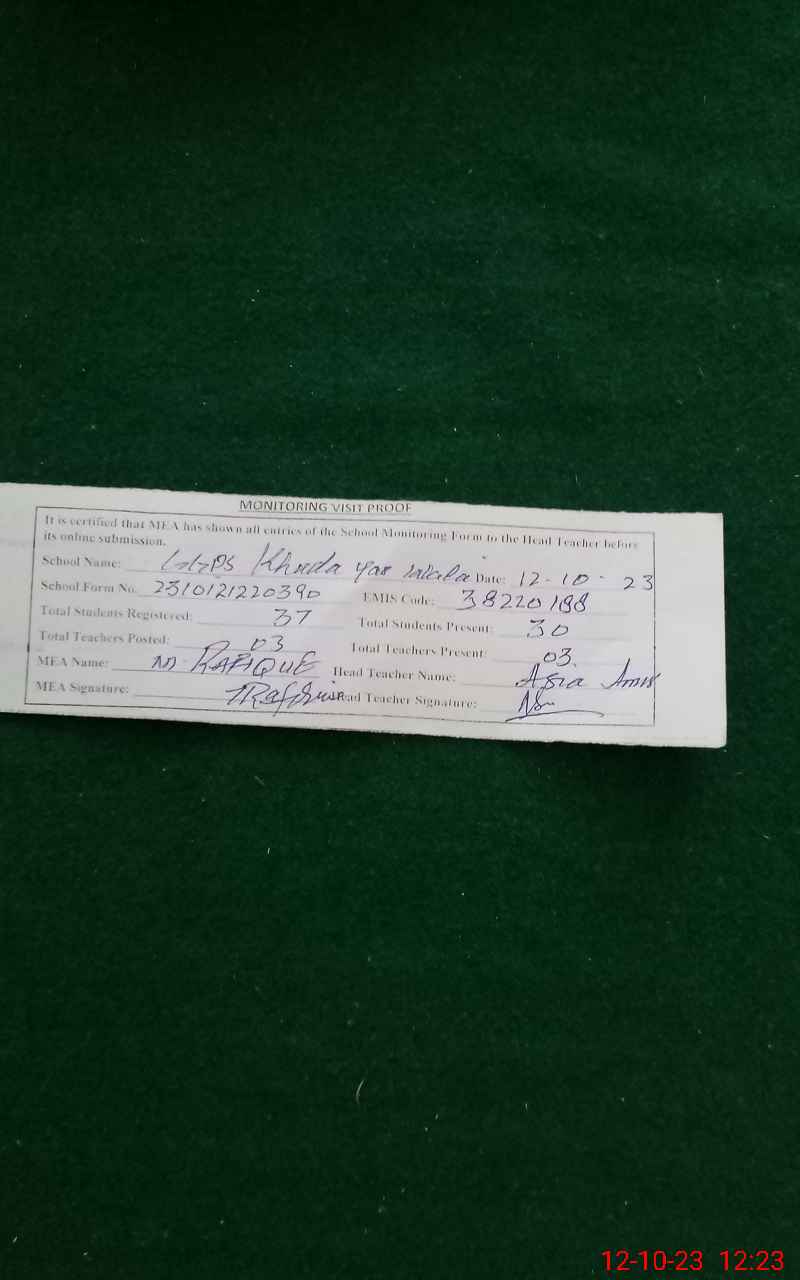 MONITORING VISIT PROOF
It is certified that MEA has shown all entries of the School Monitoring Form to the Head Teacher before
its online submission.
School Name: GGPS Khuda yar Date: 12-10-23
School Form No. 2310121220390 EMIS Code: 38220188
Total Students Registered: 37 Total Students Present: 30
Total Teachers Posted: 03 Total Teachers Present: 03
MEA Name: M. RAFIQUE Head Teacher Name: Asia
MEA Signature: Head Teacher Signature:
12-10-23 12:23